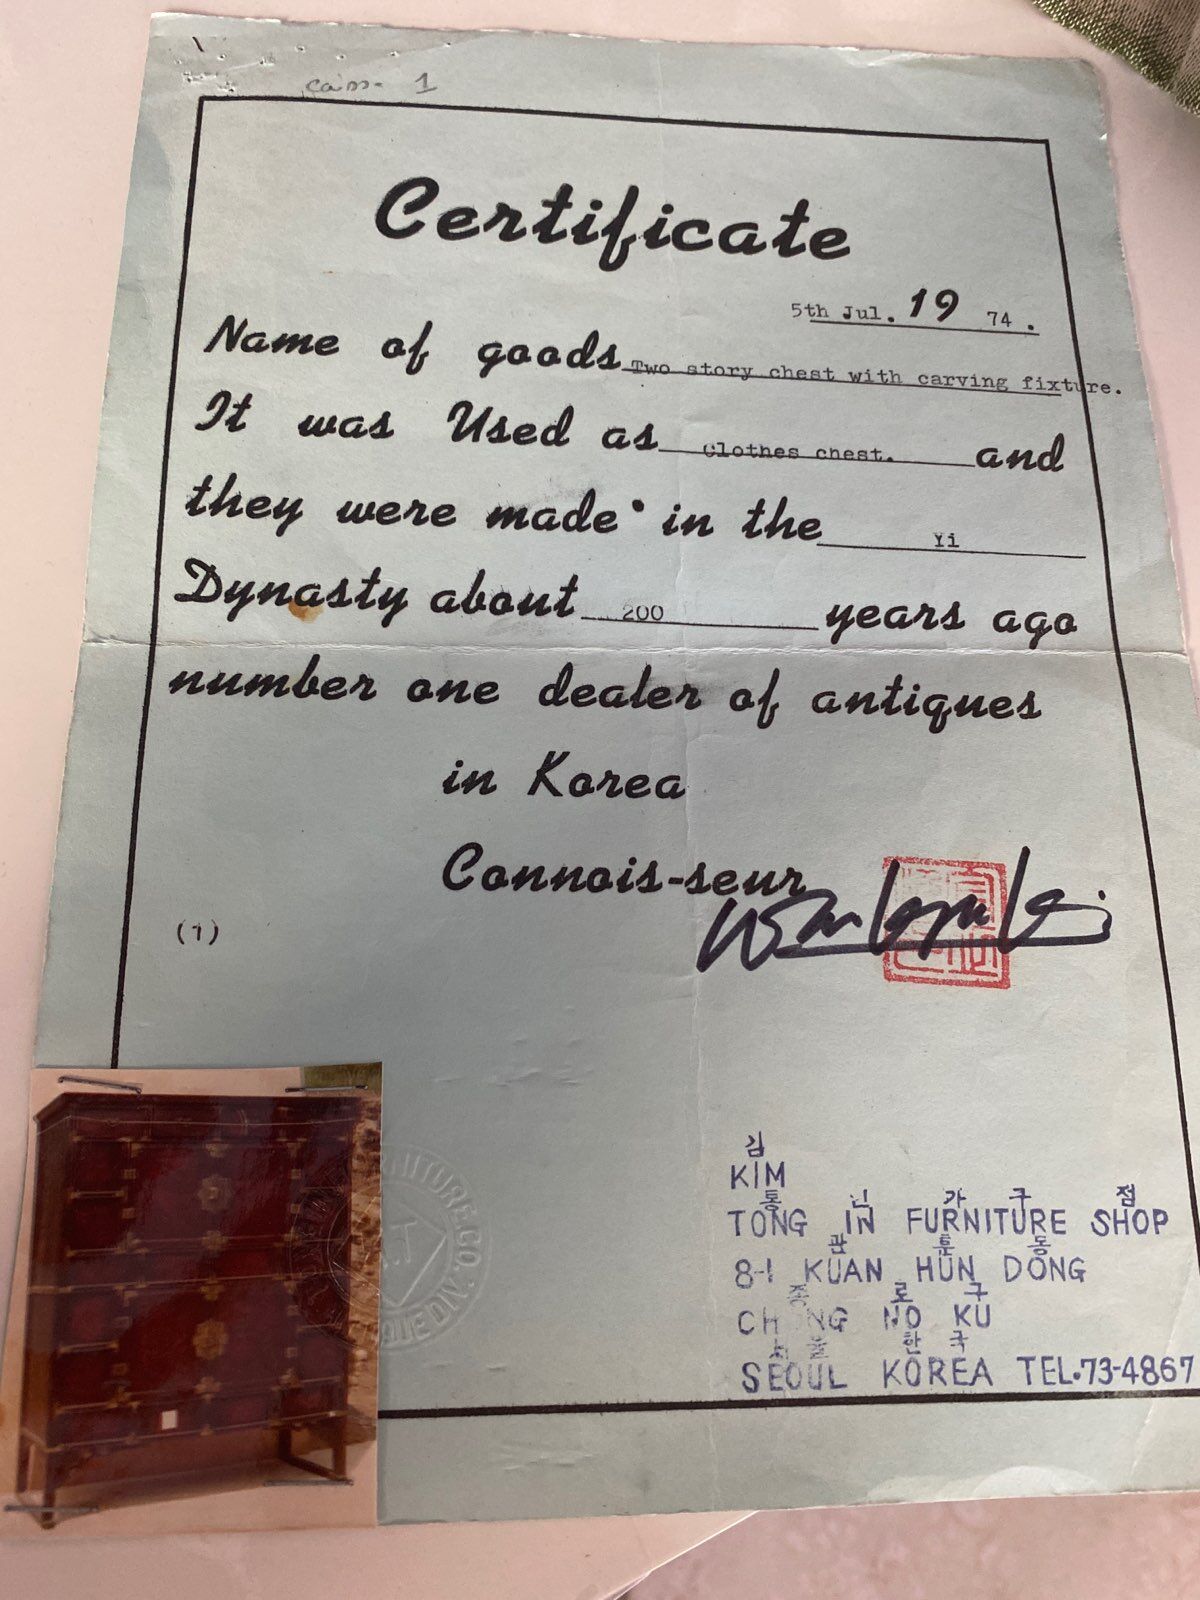 1
Certificate
5th Jul. 19 74.
Name of goods Two story chest with carving fixture.
It was Used as Clothes chest. and
they were made in the Yi
Dynasty about 200 years ago
number one dealer of antiques
in Korea
Connois-seur
(1)
김
KIM
통 인 가 구 점
TONG IN FURNITURE SHOP
관 훈 동
8-1 KUAN HUN DONG
종 로 구
CHONG NO KU
서 울 한 국
SEOUL KOREA TEL.73-4867